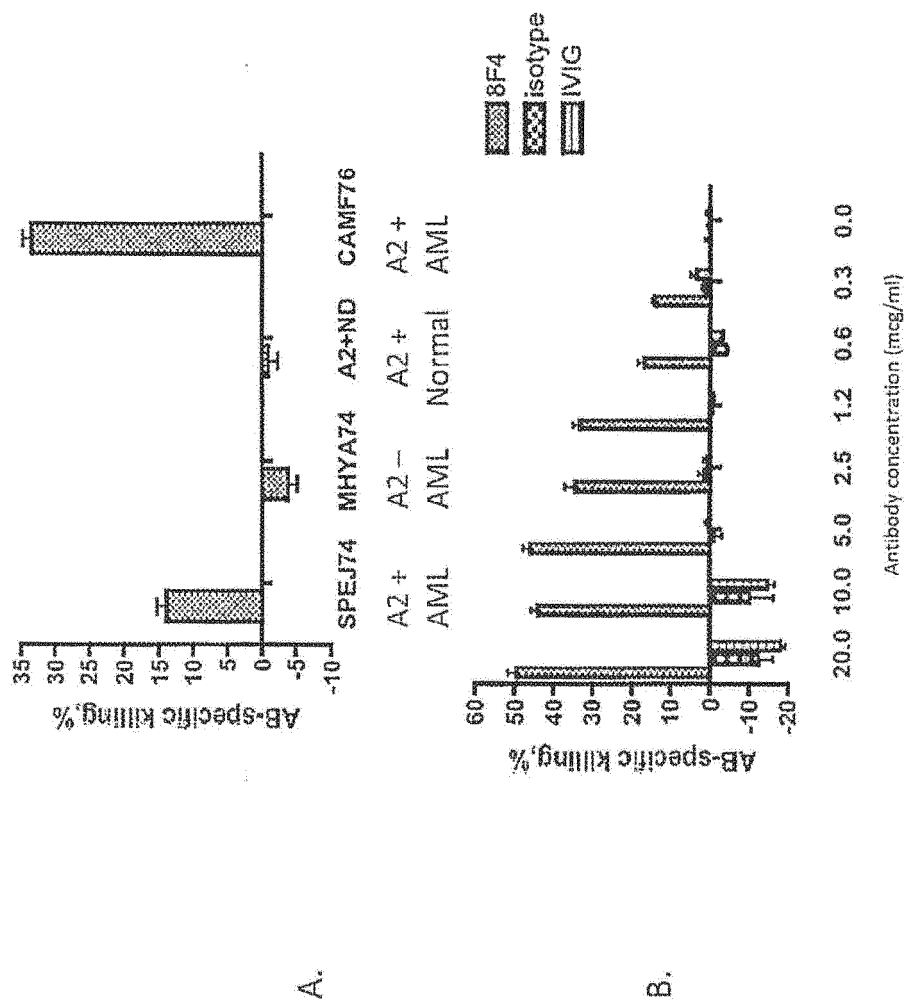 A.
AB-specific killing,%
35
30
25
20
15
10
5
0
-5
-10
SPEJ74 MHYA74 A2+ND CAMF76
A2+ A2– A2+ A2+
AML AML Normal AML
B.
AB-specific killing,%
60
50
40
30
20
10
0
-10
-20
20.0 10.0 5.0 2.5 1.2 0.6 0.3 0.0
Antibody concentration (mcg/ml)
8F4
isotype
IVIG